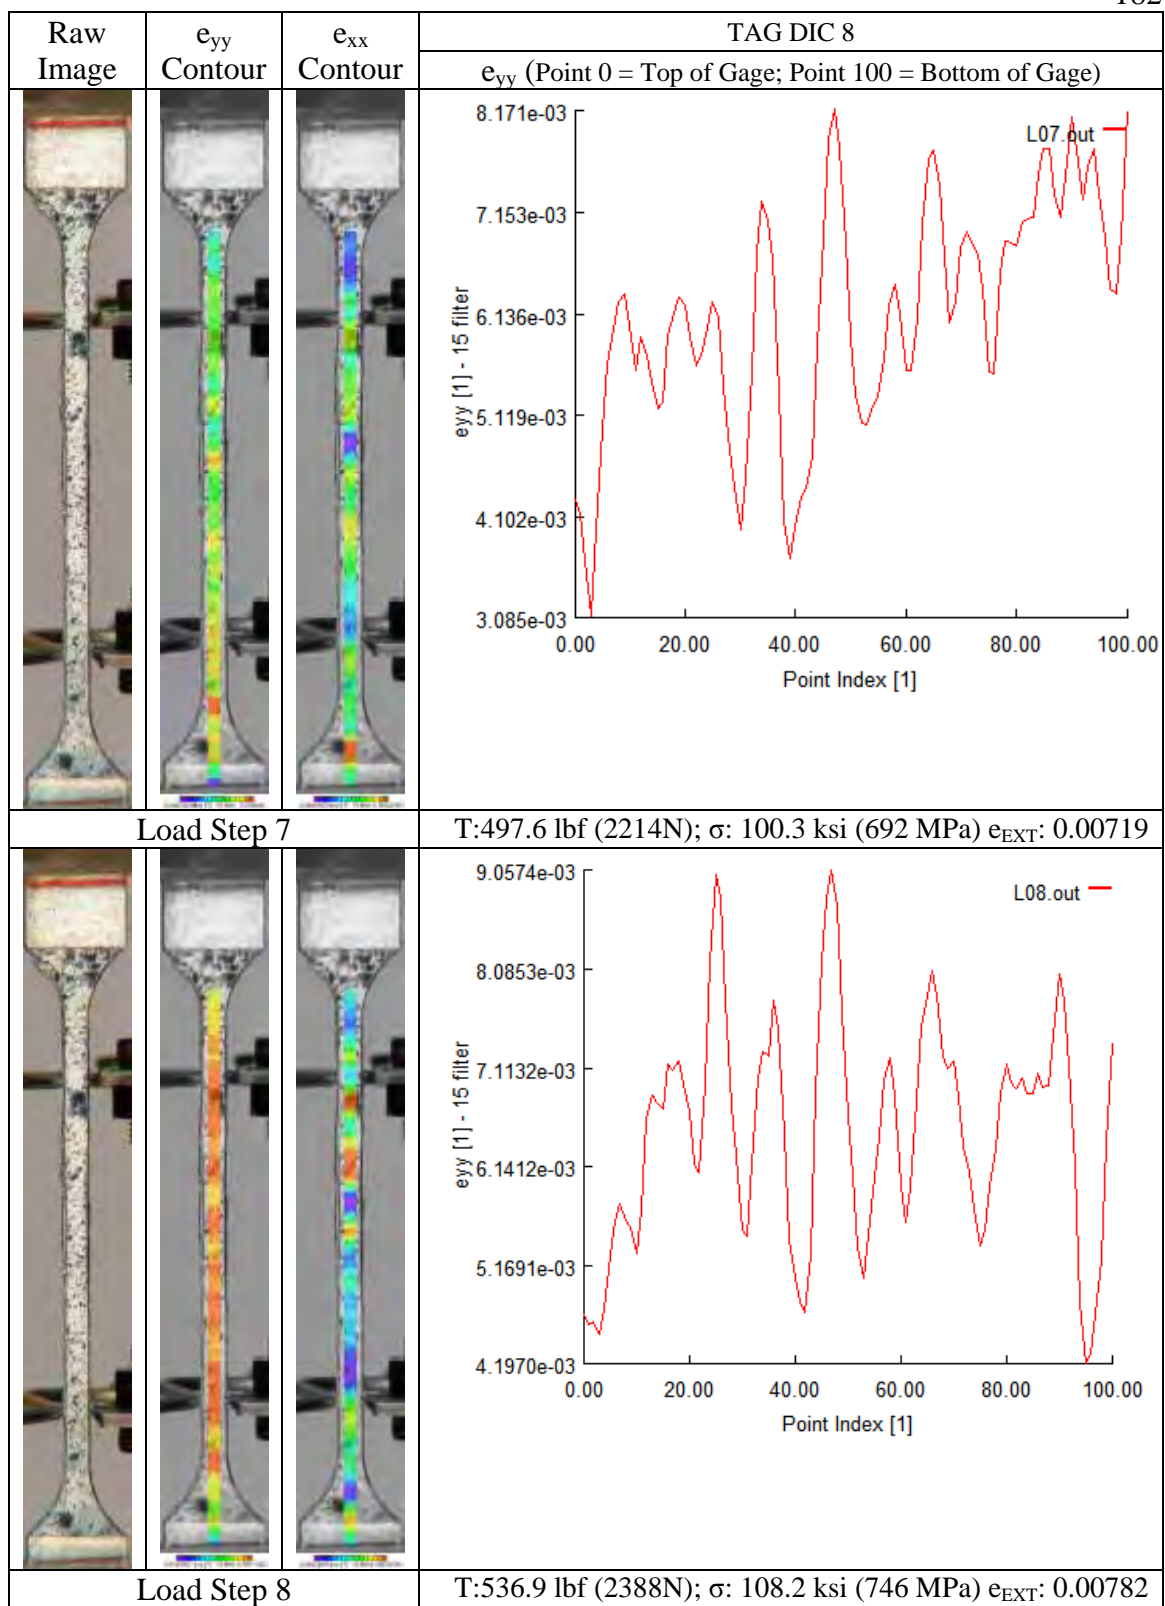 Raw Image
e_yy Contour
e_xx Contour
TAG DIC 8
e_yy (Point 0 = Top of Gage; Point 100 = Bottom of Gage)
8.171e-03
7.153e-03
6.136e-03
5.119e-03
4.102e-03
3.085e-03
eyy [1] - 15 filter
L07.out
0.00 20.00 40.00 60.00 80.00 100.00
Point Index [1]
Load Step 7
T:497.6 lbf (2214N); σ: 100.3 ksi (692 MPa) e_EXT: 0.00719
9.0574e-03
8.0853e-03
7.1132e-03
6.1412e-03
5.1691e-03
4.1970e-03
eyy [1] - 15 filter
L08.out
0.00 20.00 40.00 60.00 80.00 100.00
Point Index [1]
Load Step 8
T:536.9 lbf (2388N); σ: 108.2 ksi (746 MPa) e_EXT: 0.00782